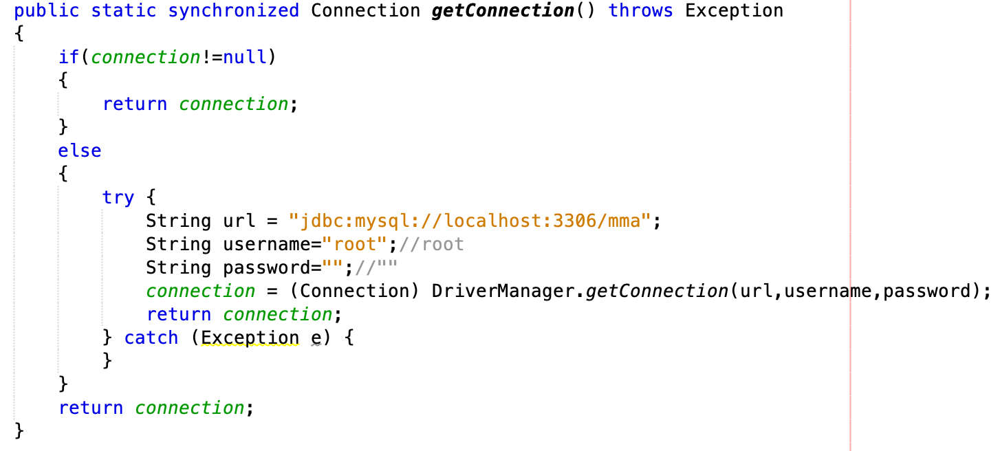 public static synchronized Connection getConnection() throws Exception
{
    if(connection!=null)
    {
        return connection;
    }
    else
    {
        try {
            String url = "jdbc:mysql://localhost:3306/mma";
            String username="root";//root
            String password="";//""
            connection = (Connection) DriverManager.getConnection(url,username,password);
            return connection;
        } catch (Exception e) {
        }
    }
    return connection;
}